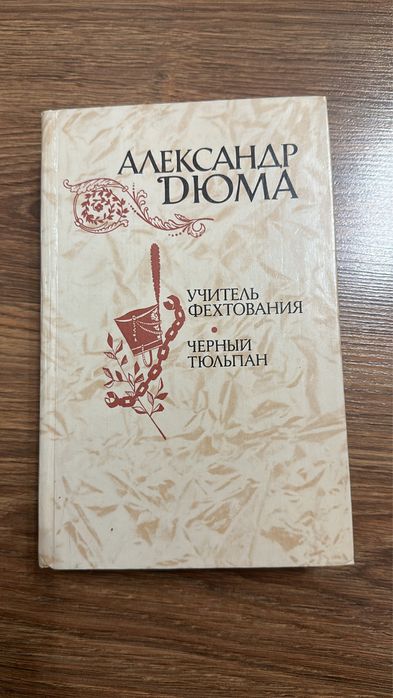 АЛЕКСАНДР
ДЮМА
УЧИТЕЛЬ
ФЕХТОВАНИЯ
•
ЧЕРНЫЙ
ТЮЛЬПАН